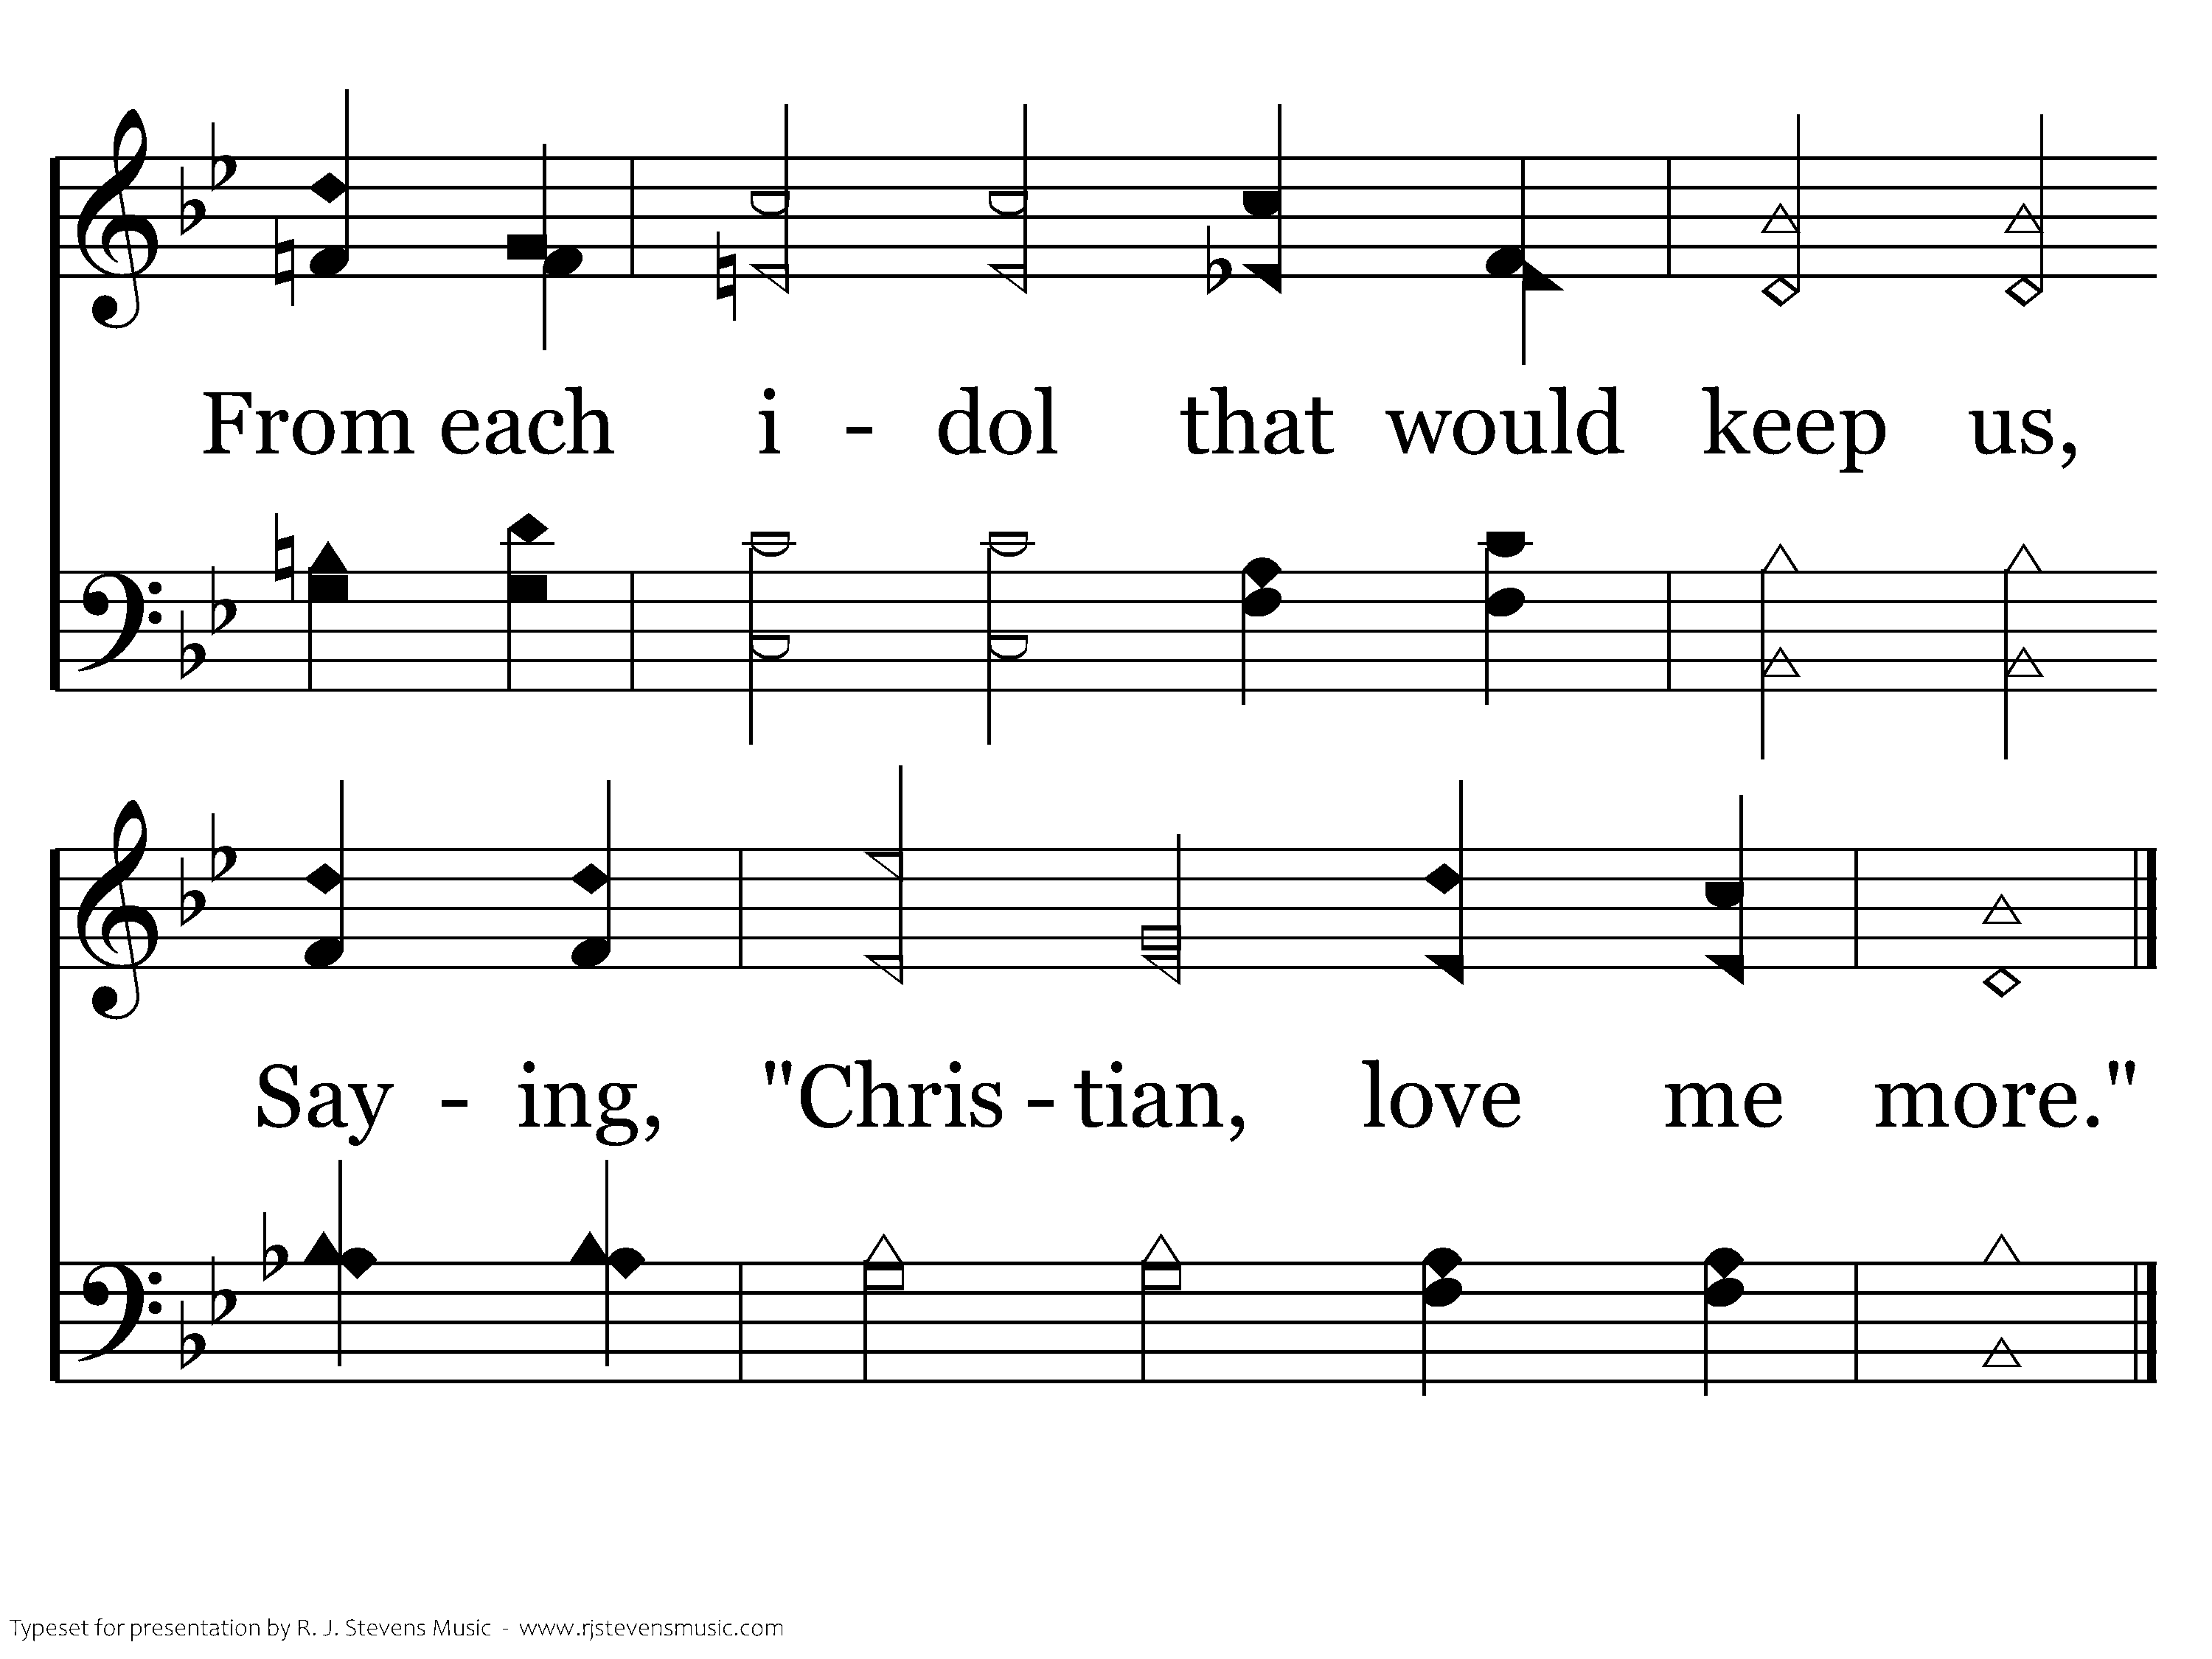 From each i - dol that would keep us,
Say - ing, "Chris - tian, love me more."
Typeset for presentation by R. J. Stevens Music - www.rjstevensmusic.com